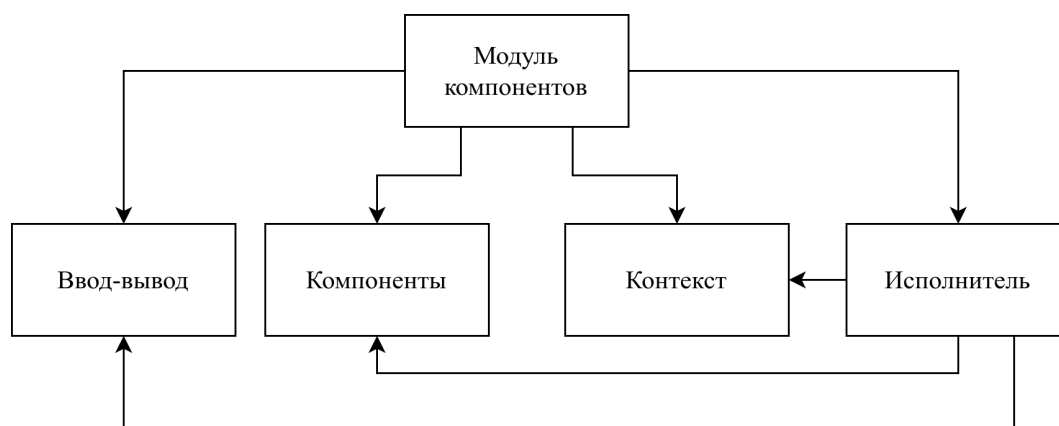 Модуль
компонентов
Ввод-вывод
Компоненты
Контекст
Исполнитель